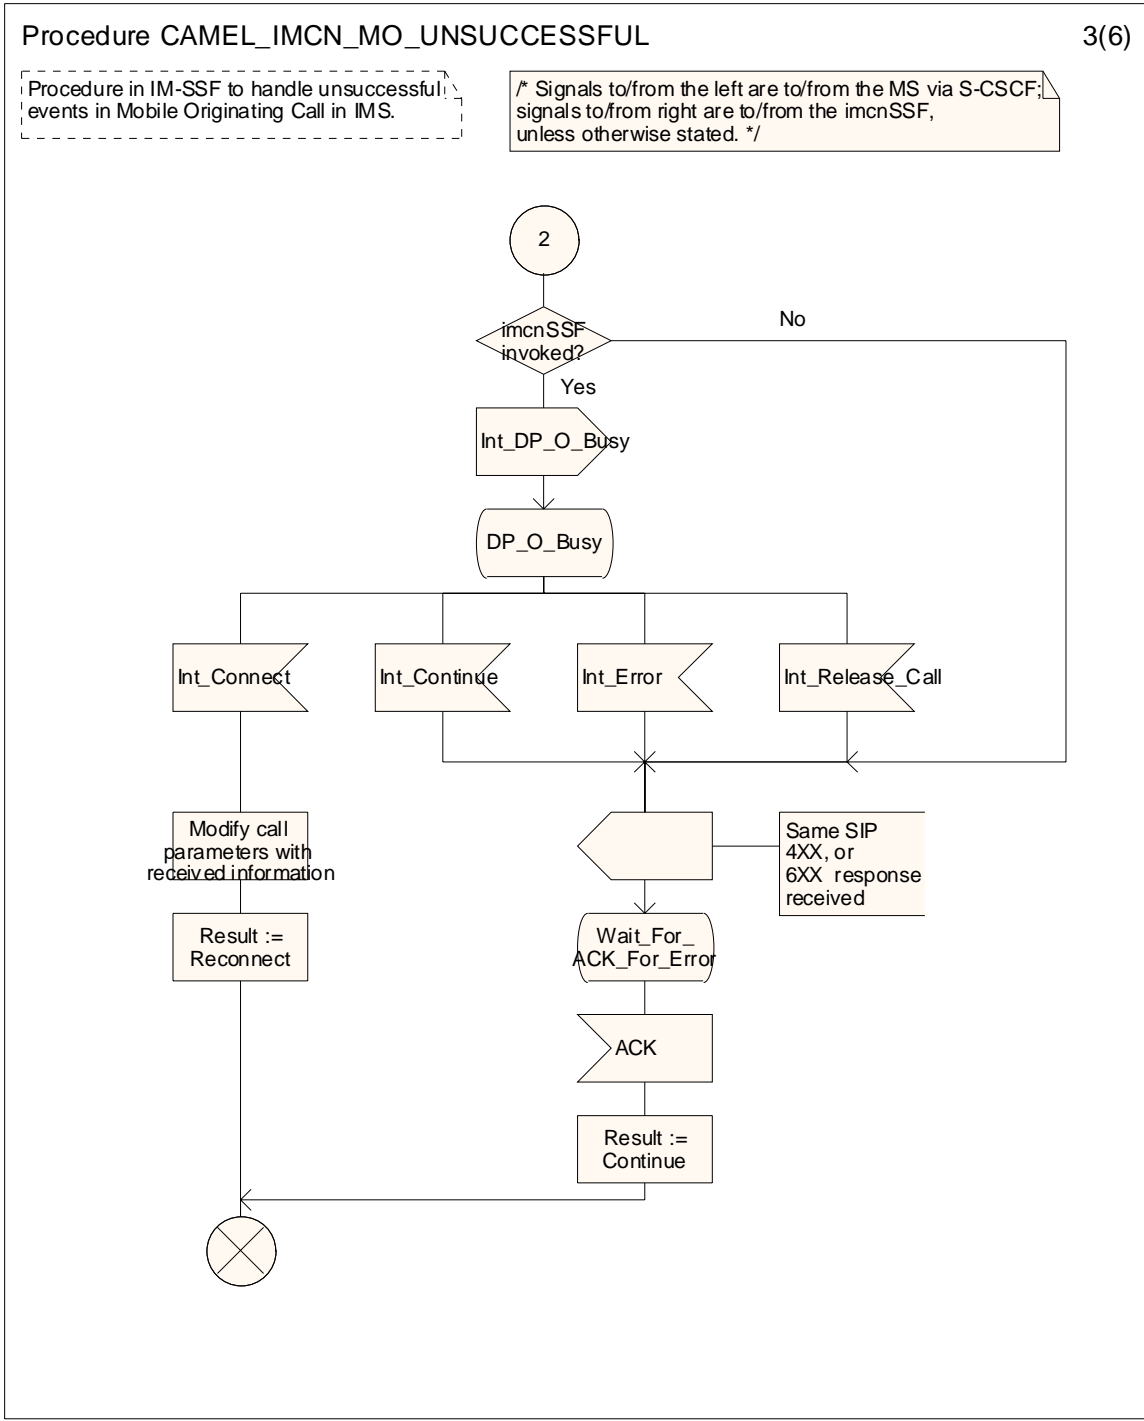 Procedure CAMEL_IMCN_MO_UNSUCCESSFUL
3(6)
Procedure in IM-SSF to handle unsuccessful
events in Mobile Originating Call in IMS.
/* Signals to/from the left are to/from the MS via S-CSCF;
signals to/from right are to/from the imcnSSF,
unless otherwise stated. */
2
imcnSSF
invoked?
No
Yes
Int_DP_O_Busy
DP_O_Busy
Int_Connect
Int_Continue
Int_Error
Int_Release_Call
Modify call
parameters with
received information
Same SIP
4XX, or
6XX response
received
Result :=
Reconnect
Wait_For_
ACK_For_Error
ACK
Result :=
Continue